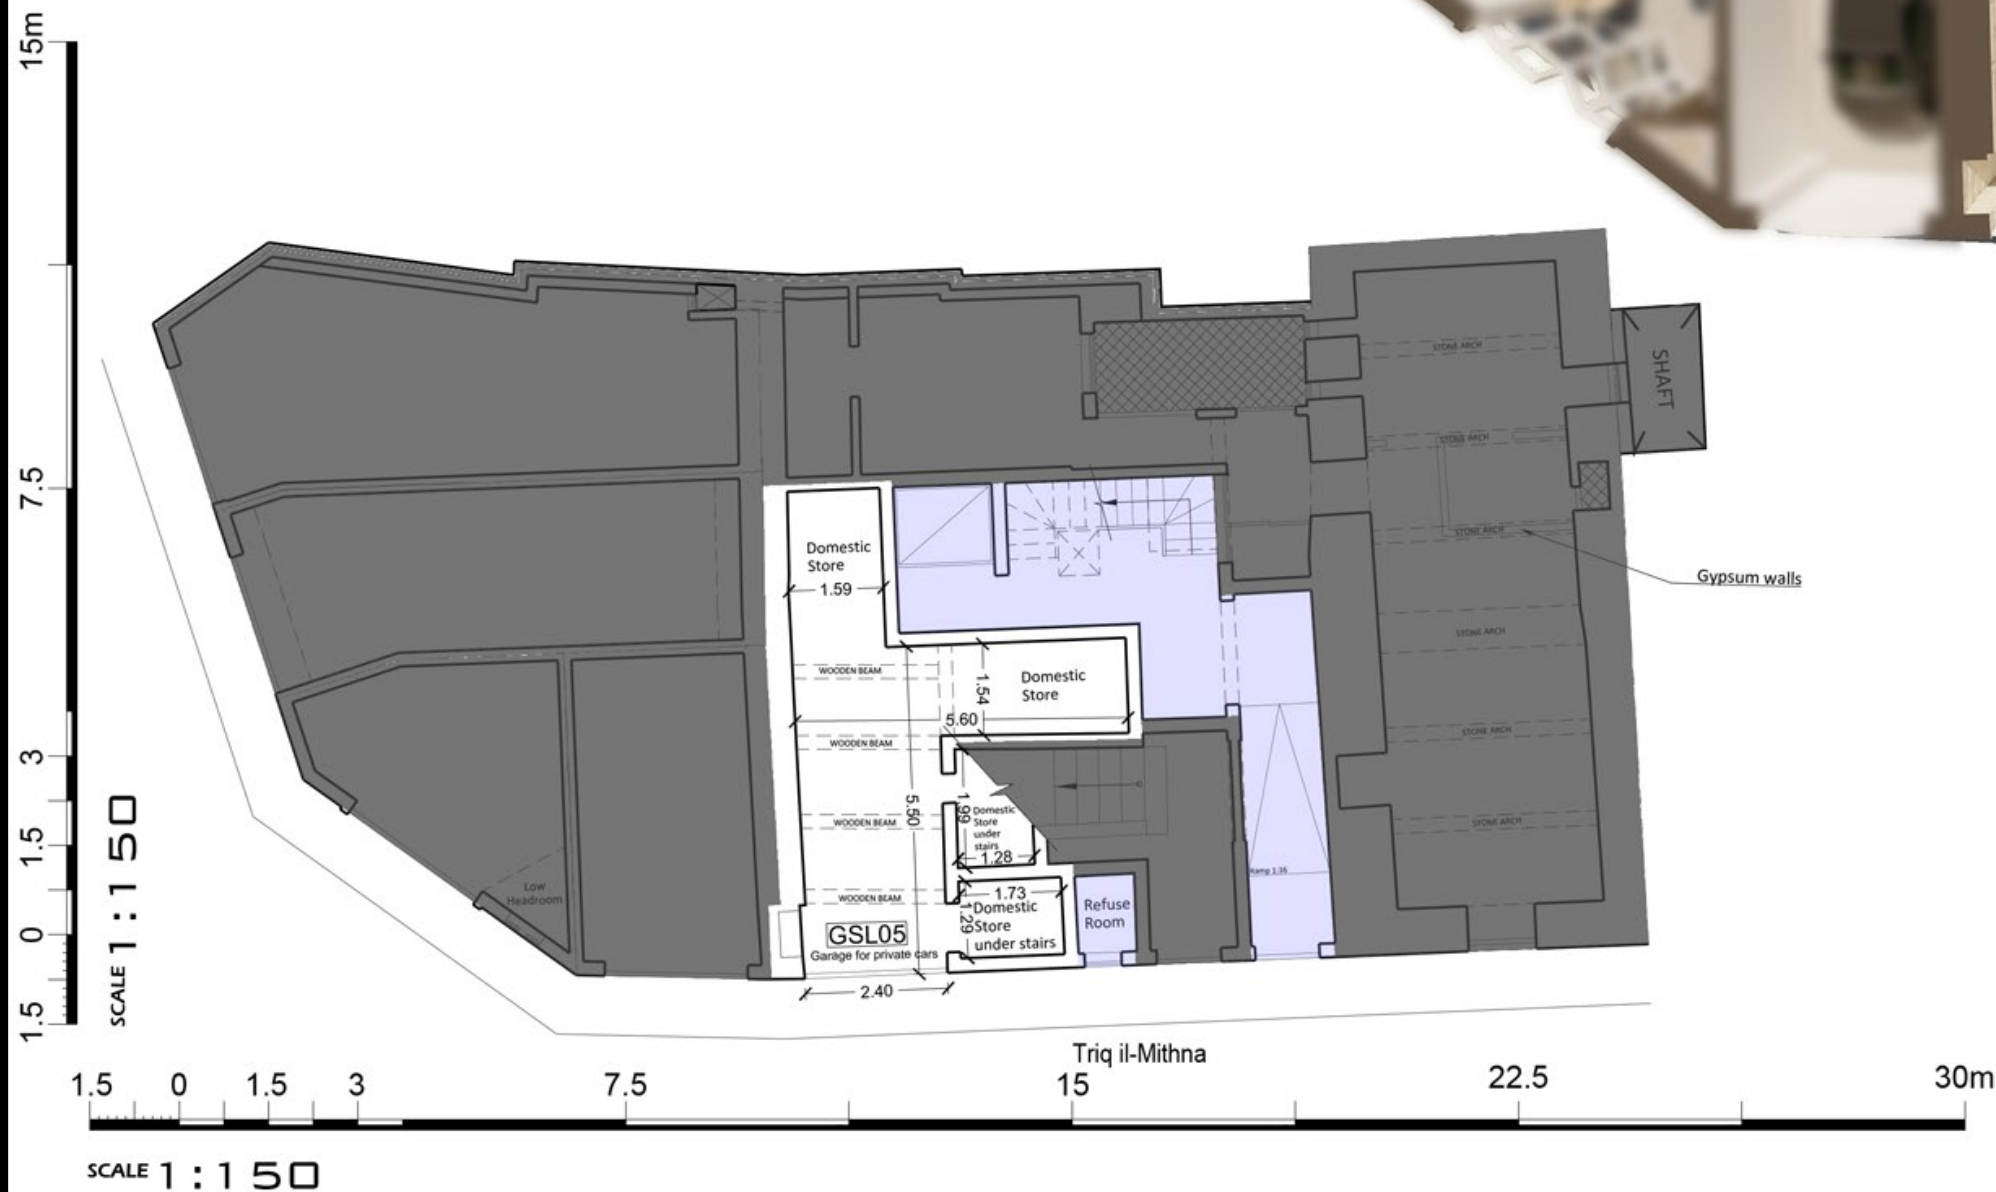 15m
7.5
3
1.5
0
1.5
SCALE 1:150
STONE ARCH
SHAFT
STONE ARCH
STONE ARCH
Gypsum walls
STONE ARCH
STONE ARCH
STONE ARCH
Domestic
Store
1.59
WOODEN BEAM
1.54
Domestic
Store
5.60
WOODEN BEAM
5.50
1.99
Domestic
Store
under
stairs
1.28
WOODEN BEAM
WOODEN BEAM
1.73
1.29
Domestic
Store
under stairs
Refuse
Room
Ramp 1:16
Low
Headroom
GSL05
Garage for private cars
2.40
Triq il-Mithna
1.5 0 1.5 3 7.5 15 22.5 30m
SCALE 1:150